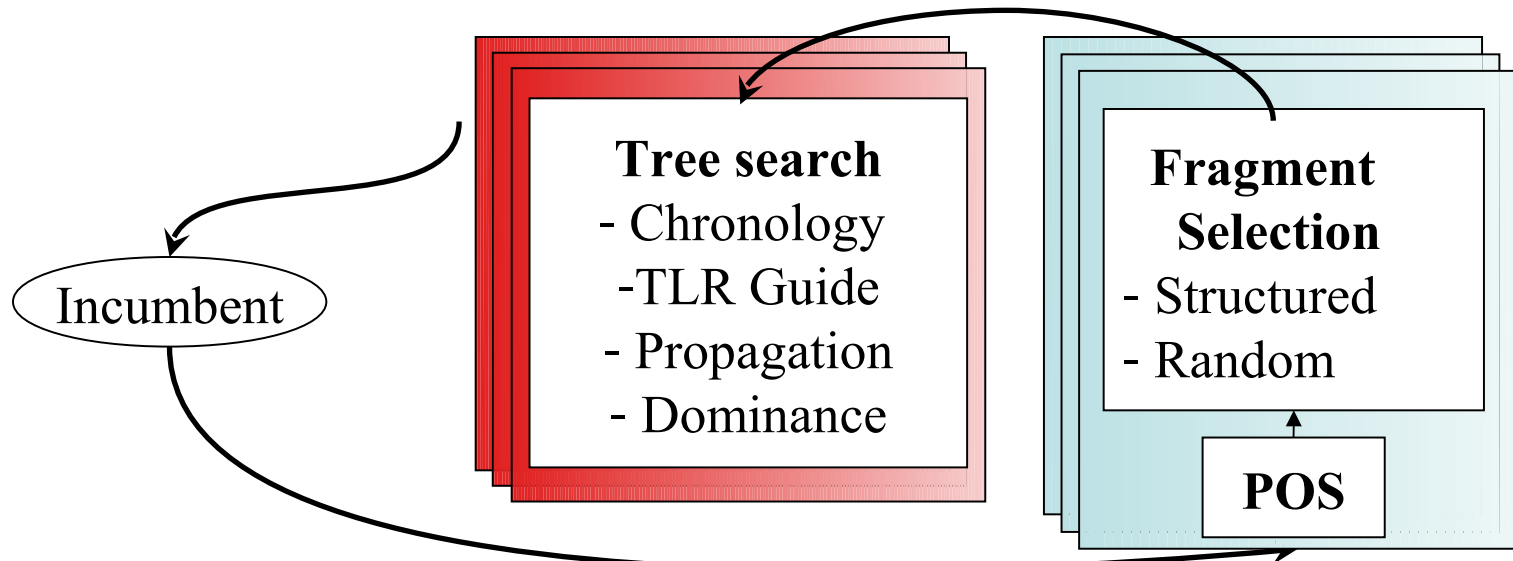 Incumbent
Tree search
- Chronology
-TLR Guide
- Propagation
- Dominance
Fragment
Selection
- Structured
- Random
POS